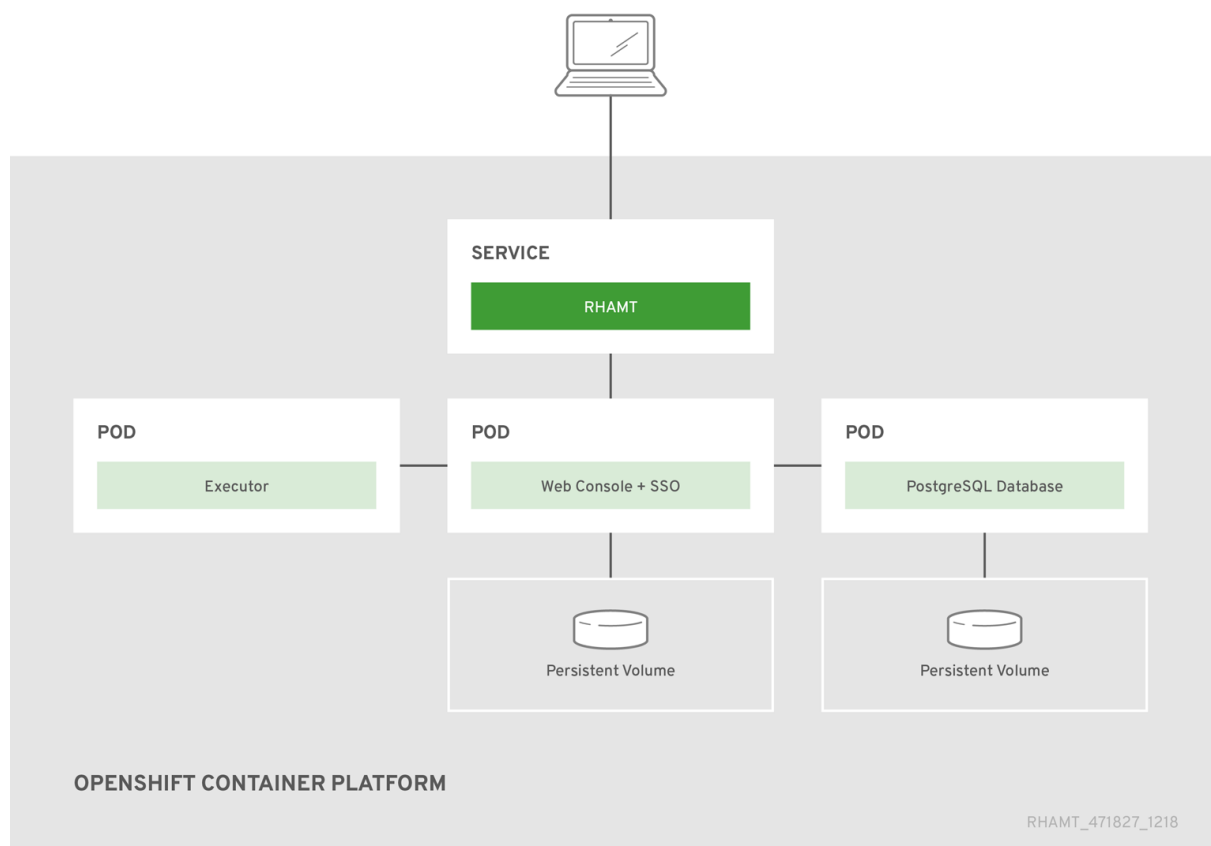 SERVICE
RHAMT
POD
Executor
POD
Web Console + SSO
POD
PostgreSQL Database
Persistent Volume
Persistent Volume
OPENSHIFT CONTAINER PLATFORM
RHAMT_471827_1218